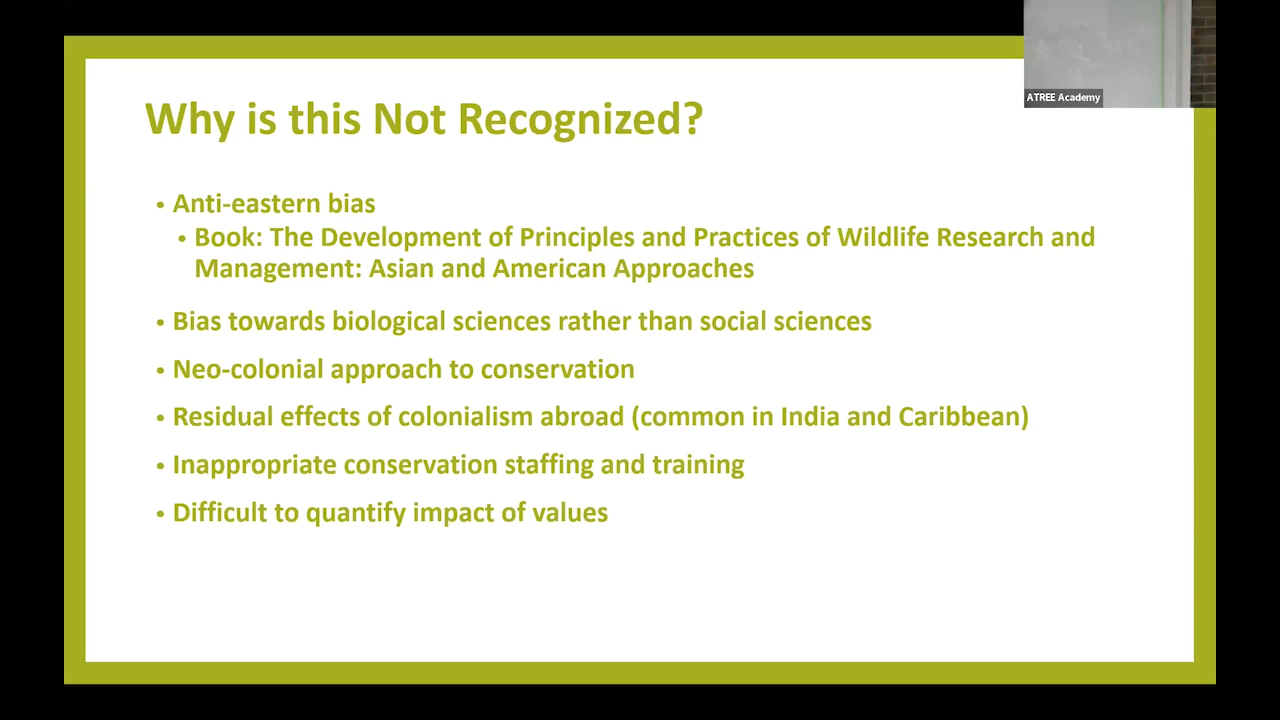 ATREE Academy
Why is this Not Recognized?
• Anti-eastern bias
• Book: The Development of Principles and Practices of Wildlife Research and
Management: Asian and American Approaches
• Bias towards biological sciences rather than social sciences
• Neo-colonial approach to conservation
• Residual effects of colonialism abroad (common in India and Caribbean)
• Inappropriate conservation staffing and training
• Difficult to quantify impact of values